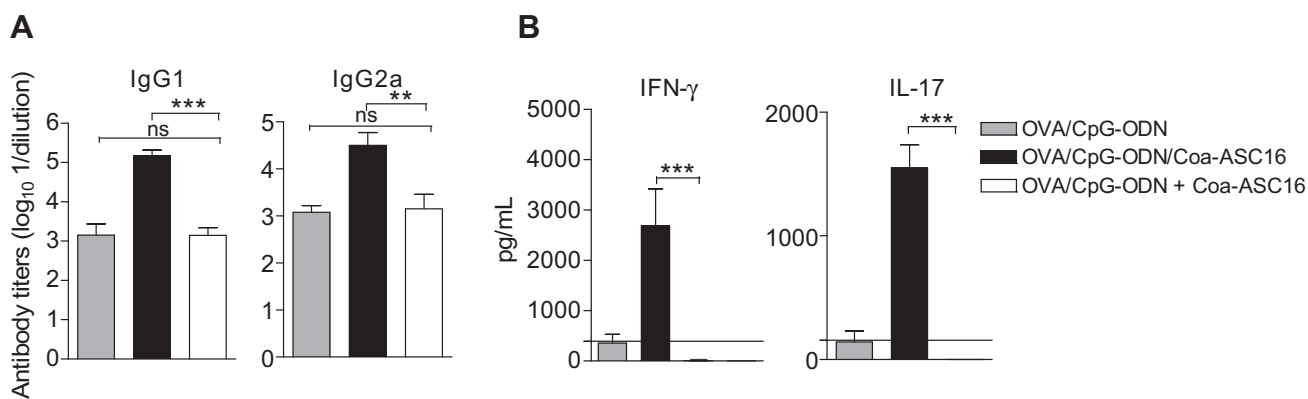 A
IgG1
IgG2a
Antibody titers (log10 1/dilution)
6
5
4
3
2
1
0
***
ns
5
4
3
2
1
0
**
ns
B
IFN-γ
IL-17
pg/mL
5000
4000
3000
2000
1000
0
***
2000
1000
0
***
OVA/CpG-ODN
OVA/CpG-ODN/Coa-ASC16
OVA/CpG-ODN + Coa-ASC16